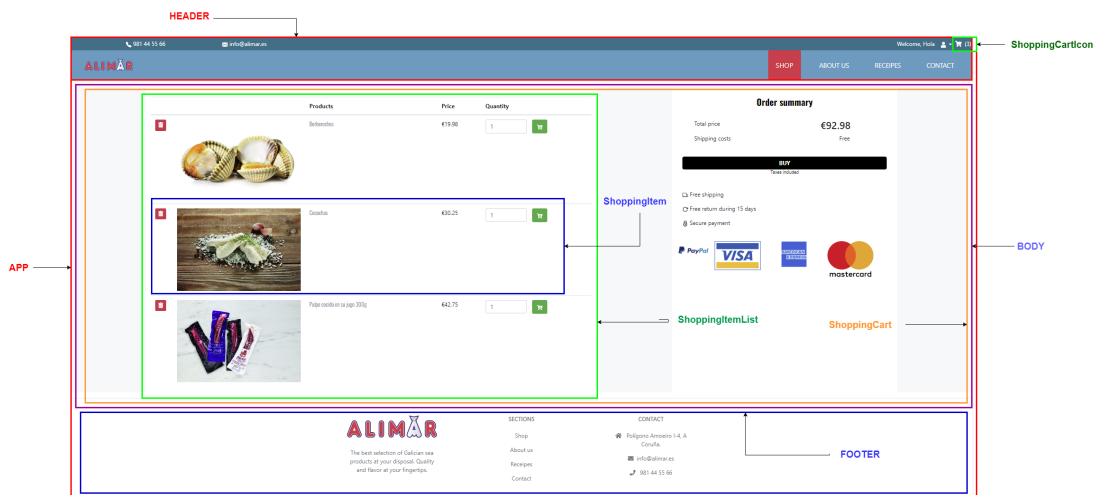 HEADER
981 44 55 66
info@alimar.es
Welcome, Hola
(3)
ShoppingCartIcon
ALIMAR
SHOP
ABOUT US
RECEIPES
CONTACT
Products
Price
Quantity
Berberechos
€19.98
1
€30.25
1
Pulpo cocido en su jugo 300g
€42.75
1
Order summary
Total price
€92.98
Shipping costs
Free
BUY
Taxes included
Free shipping
Free return during 15 days
Secure payment
PayPal
VISA
AMERICAN EXPRESS
mastercard
ShoppingItem
BODY
APP
ShoppingItemList
ShoppingCart
ALIMAR
The best selection of Galician sea
products at your disposal. Quality
and flavor at your fingertips.
SECTIONS
Shop
About us
Receipes
Contact
CONTACT
Polígono Amoeiro I-4, A
Coruña.
info@alimar.es
981 44 55 66
FOOTER